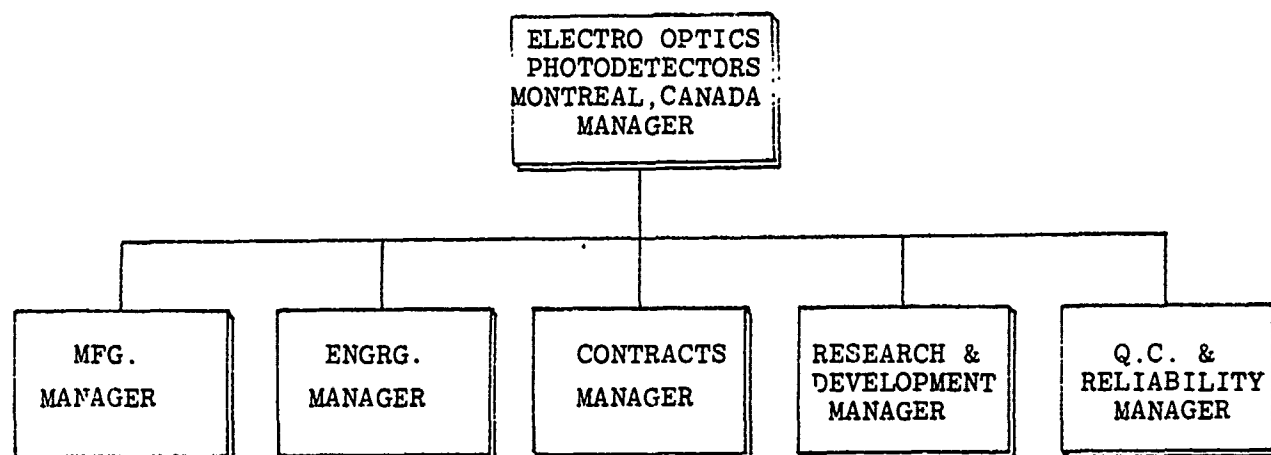 ELECTRO OPTICS
PHOTODETECTORS
MONTREAL,CANADA
MANAGER
MFG.
MANAGER
ENGRG.
MANAGER
CONTRACTS
MANAGER
RESEARCH &
DEVELOPMENT
MANAGER
Q.C. &
RELIABILITY
MANAGER